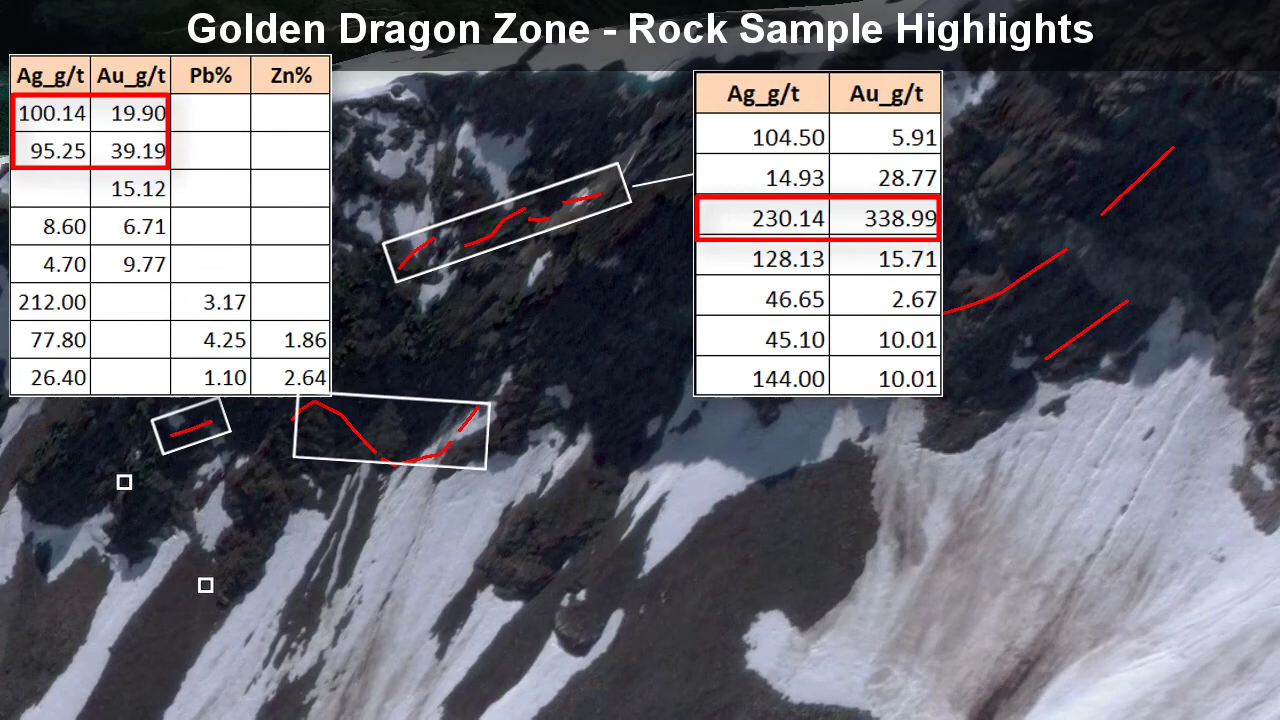 Golden Dragon Zone - Rock Sample Highlights
Ag_g/t Au_g/t Pb% Zn%
100.14 19.90
95.25 39.19
15.12
8.60 6.71
4.70 9.77
212.00 3.17
77.80 4.25 1.86
26.40 1.10 2.64
Ag_g/t Au_g/t
104.50 5.91
14.93 28.77
230.14 338.99
128.13 15.71
46.65 2.67
45.10 10.01
144.00 10.01